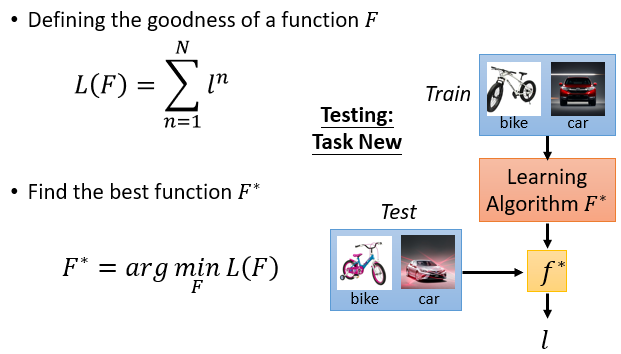 • Defining the goodness of a function F
L(F) = \sum_{n=1}^{N} l^n
Testing:
Task New
Train
bike car
Learning
Algorithm F*
• Find the best function F*
F* = arg min_F L(F)
Test
bike car
f*
l